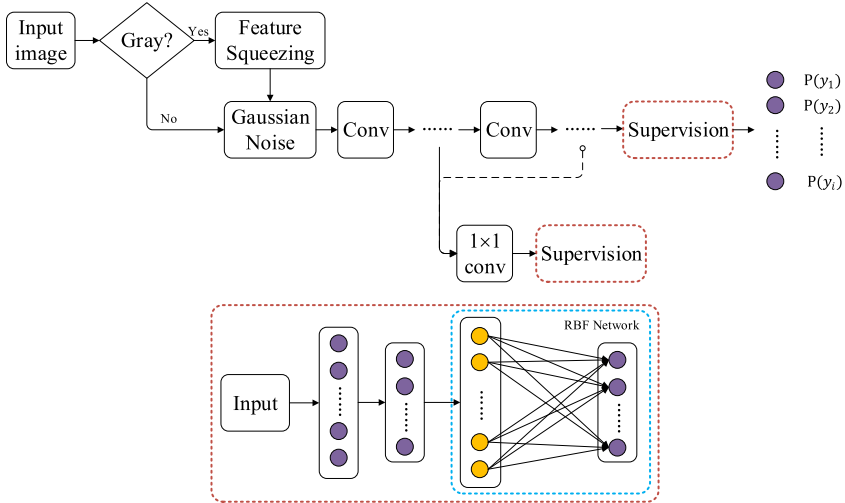 Input
image
Gray?
Yes
Feature
Squeezing
No
Gaussian
Noise
Conv
......
Conv
......
Supervision
P(y₁)
P(y₂)
P(yᵢ)
1×1
conv
Supervision
RBF Network
Input